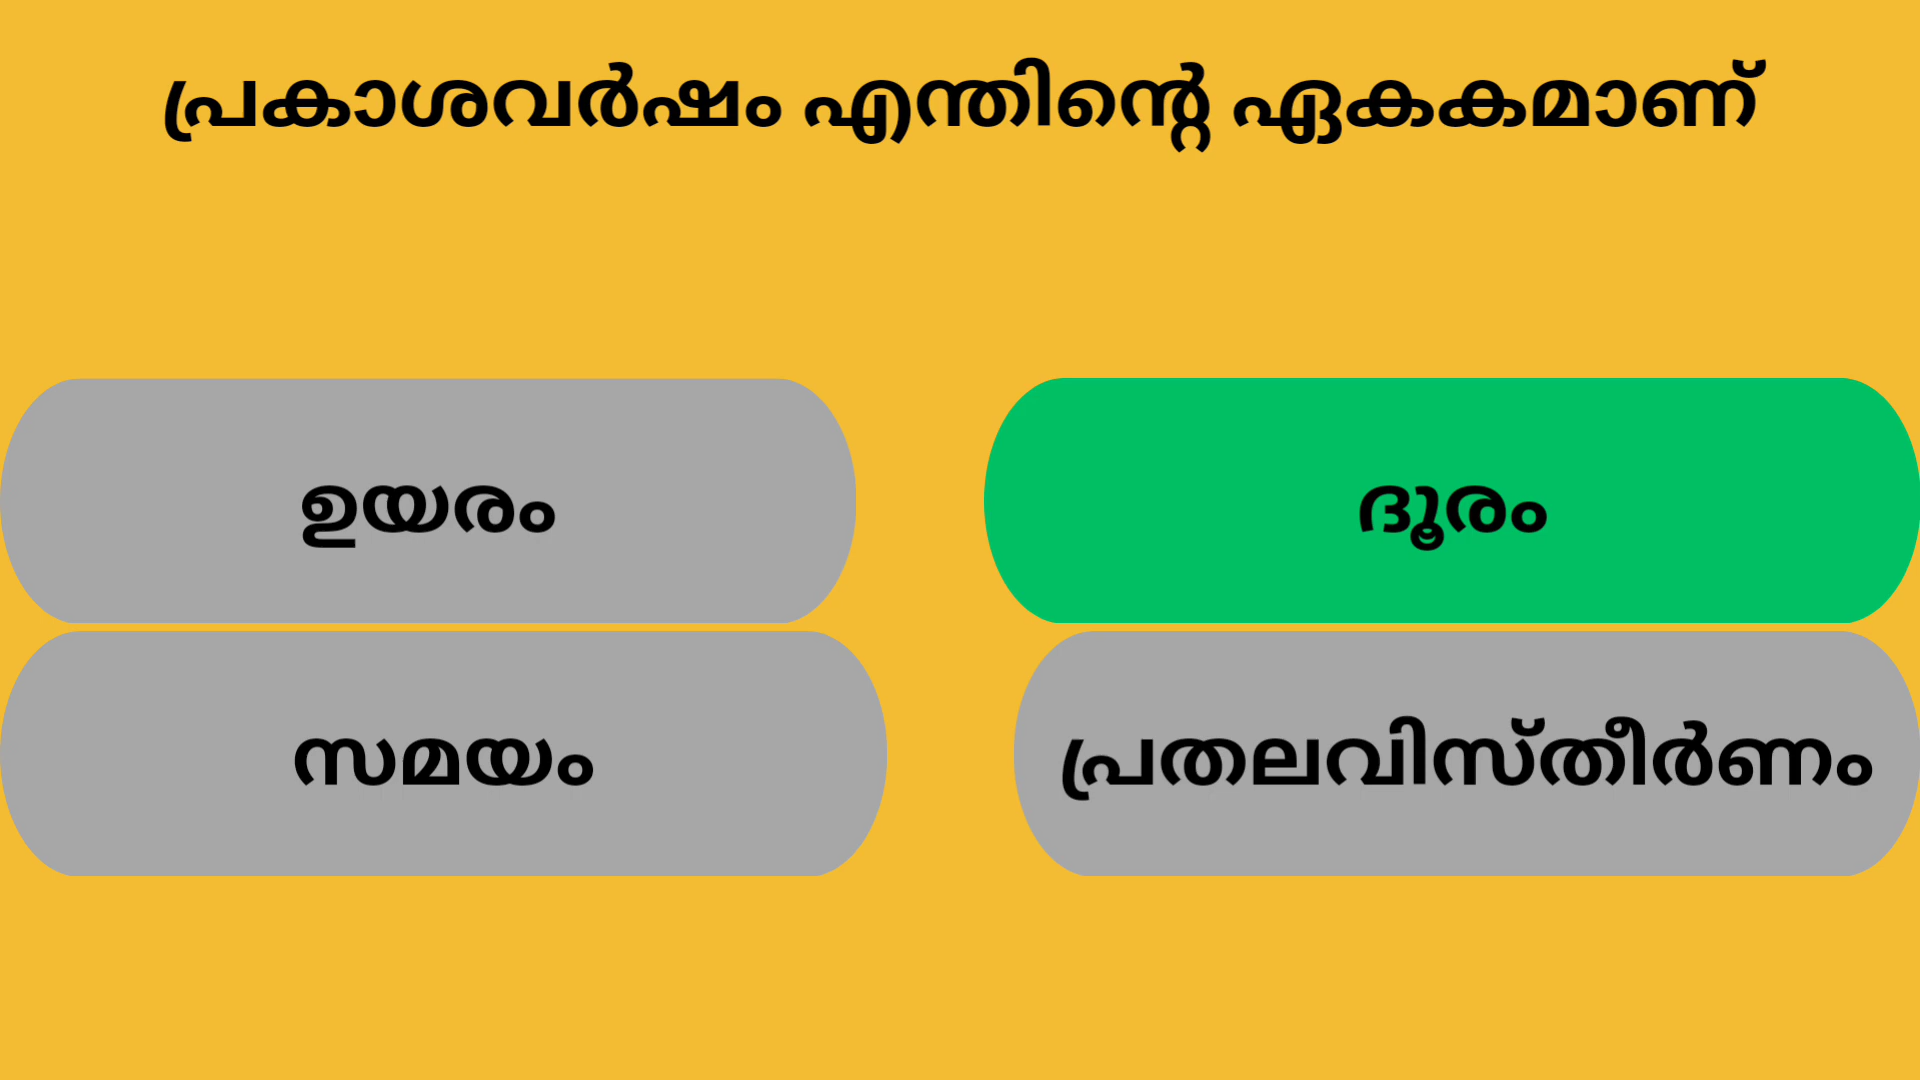 പ്രകാശവർഷം എന്തിന്റെ ഏകകമാണ്
ഉയരം
ദൂരം
സമയം
പ്രതലവിസ്തീർണം